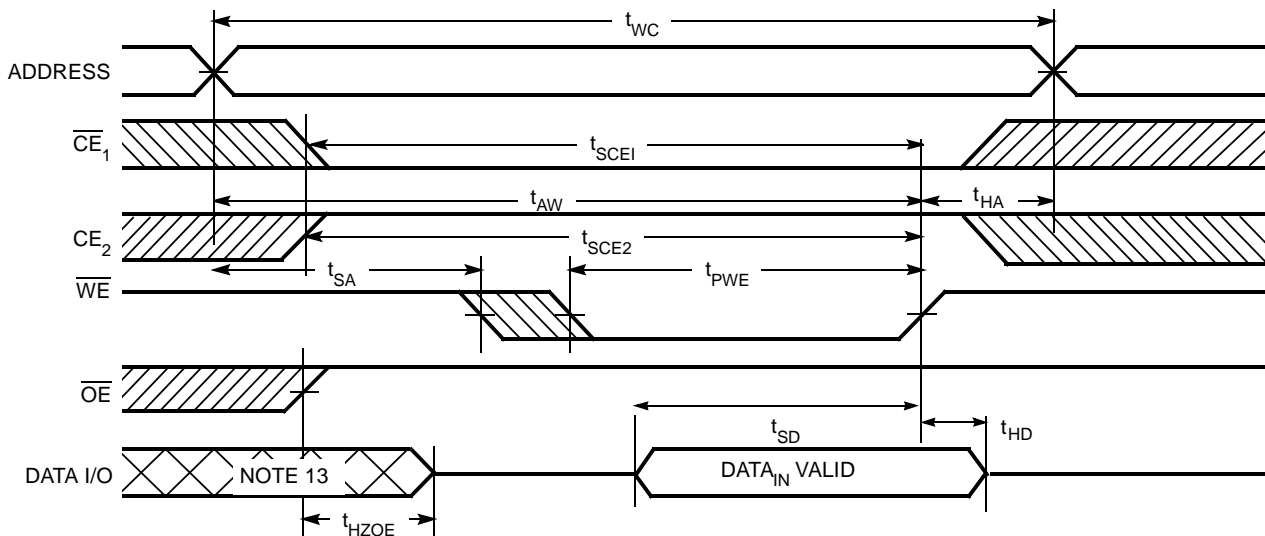 tWC
ADDRESS
CE1
tSCEI
tAW
tHA
CE2
tSCE2
tSA
tPWE
WE
OE
tSD
tHD
DATA I/O
NOTE 13
DATAIN VALID
tHZOE